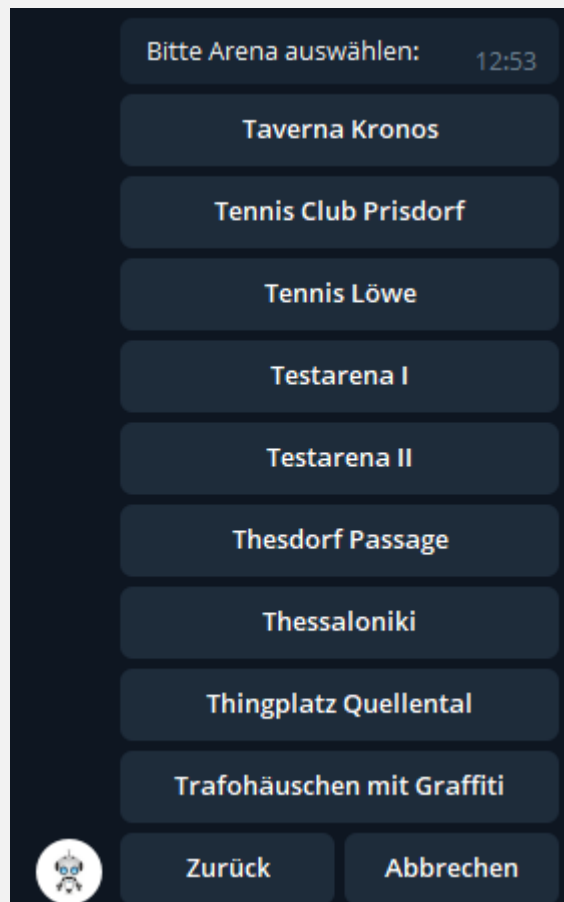 Bitte Arena auswählen:
12:53
Taverna Kronos
Tennis Club Prisdorf
Tennis Löwe
Testarena I
Testarena II
Thesdorf Passage
Thessaloniki
Thingplatz Quellental
Trafohäuschen mit Graffiti
Zurück
Abbrechen